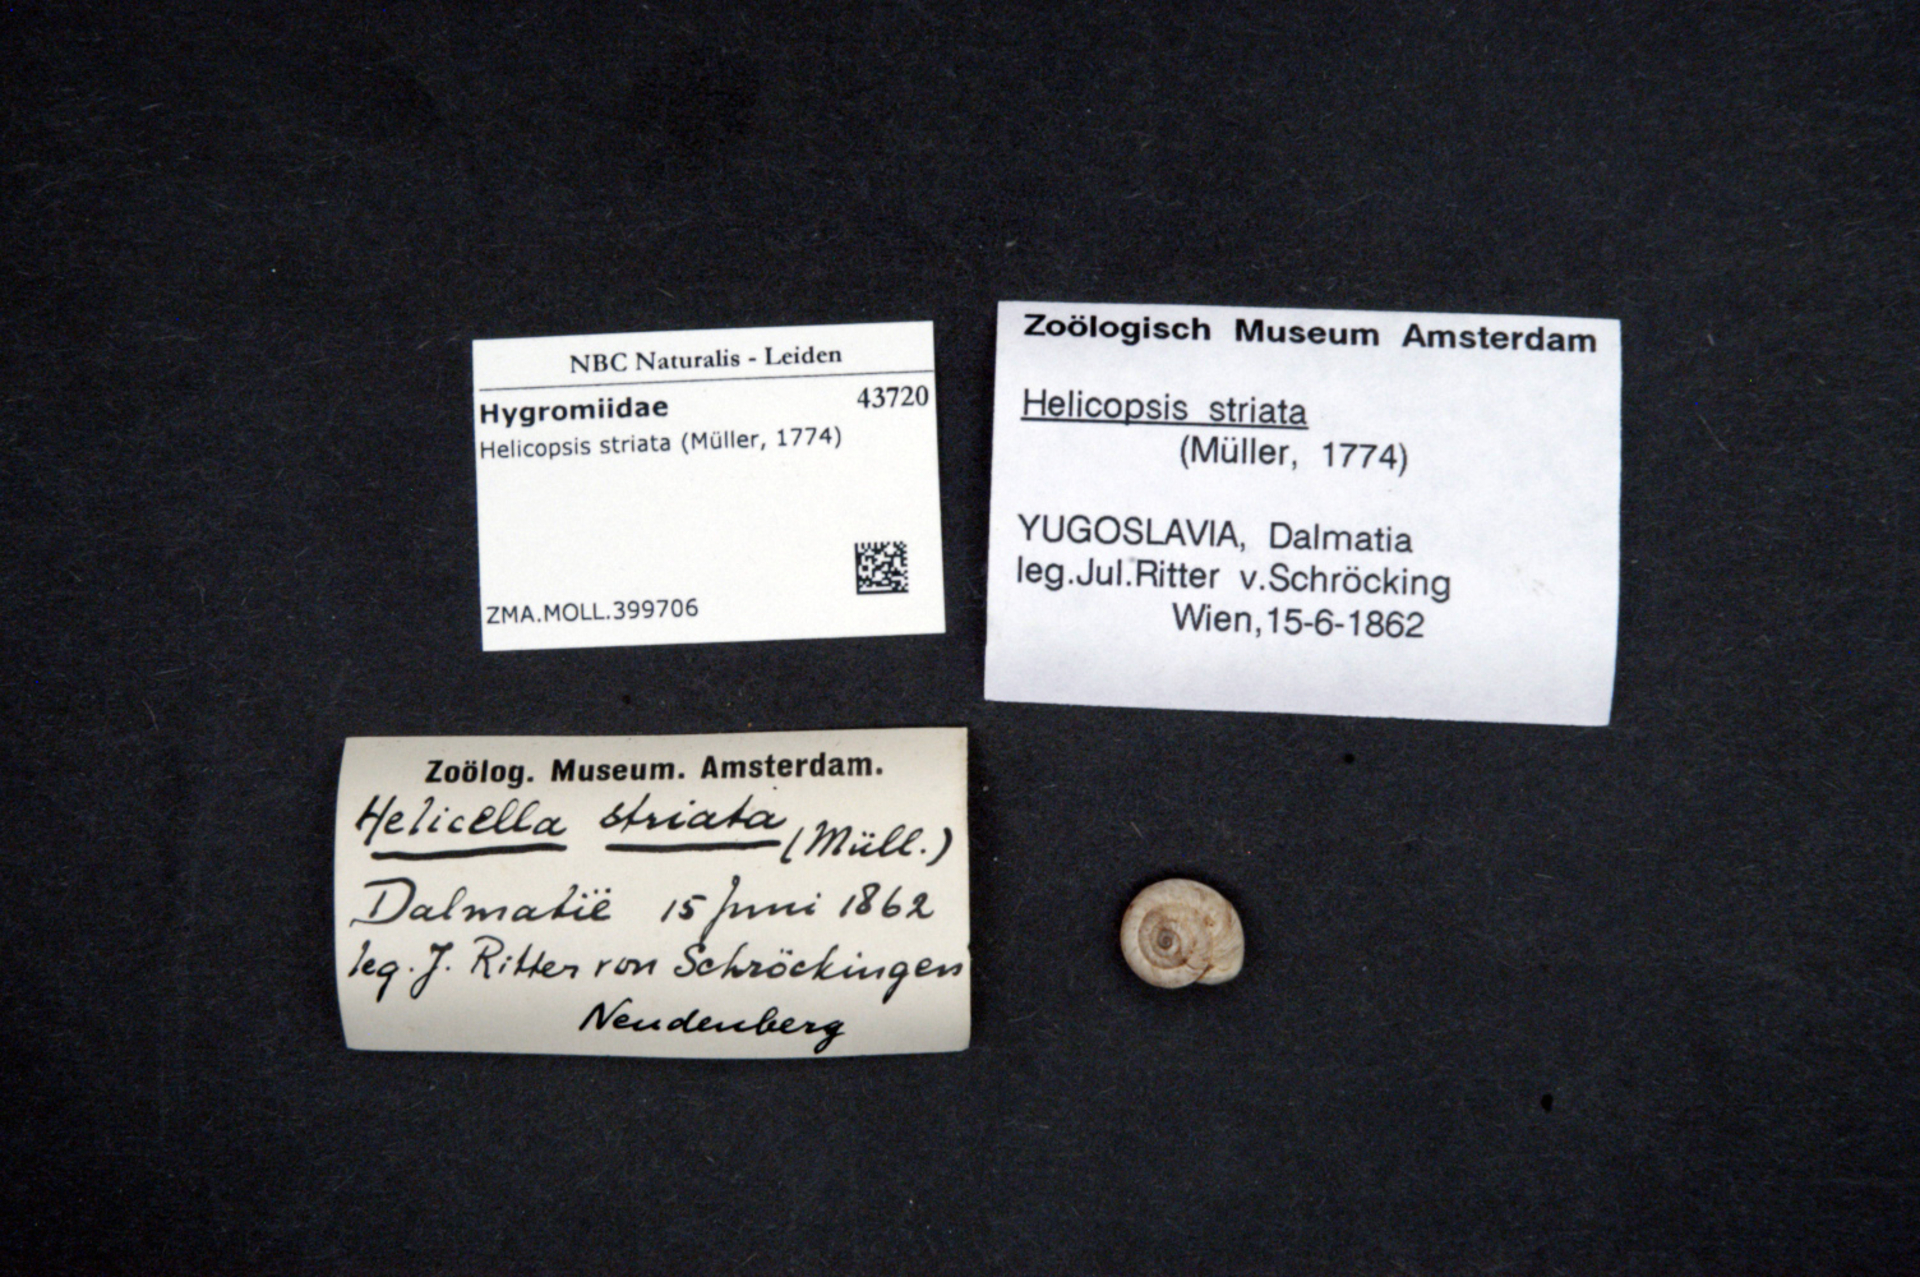 NBC Naturalis - Leiden
Hygromiidae 43720
Helicopsis striata (Müller, 1774)
ZMA.MOLL.399706
Zoölogisch Museum Amsterdam
Helicopsis striata
(Müller, 1774)
YUGOSLAVIA, Dalmatia
leg.Jul.Ritter v.Schröcking
Wien,15-6-1862
Zoölog. Museum. Amsterdam.
Helicella striata (Müll.)
Dalmatië 15 Juni 1862
leg. J. Ritter von Schröckingen
Neudenberg